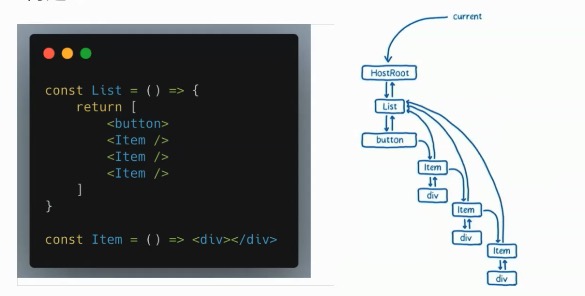 const List = () => {
return [
<button>
<Item />
<Item />
<Item />
]
}
const Item = () => <div></div>
current
HostRoot
List
button
Item
div
Item
div
Item
div